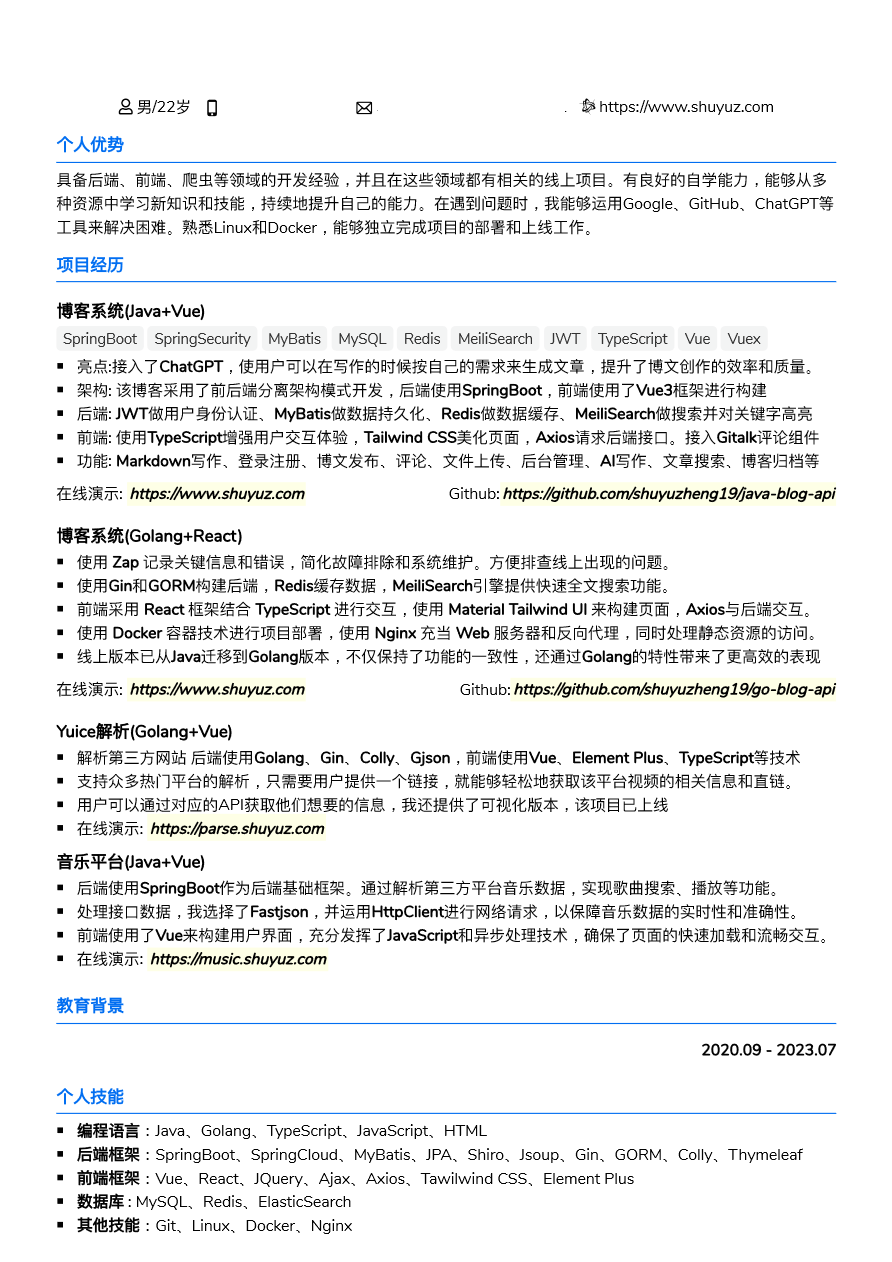 男/22岁 https://www.shuyuz.com
个人优势
具备后端、前端、爬虫等领域的开发经验，并且在这些领域都有相关的线上项目。有良好的自学能力，能够从多
种资源中学习新知识和技能，持续地提升自己的能力。在遇到问题时，我能够运用Google、GitHub、ChatGPT等
工具来解决困难。熟悉Linux和Docker，能够独立完成项目的部署和上线工作。
项目经历
博客系统(Java+Vue)
SpringBoot SpringSecurity MyBatis MySQL Redis MeiliSearch JWT TypeScript Vue Vuex
▪ 亮点:接入了ChatGPT，使用户可以在写作的时候按自己的需求来生成文章，提升了博文创作的效率和质量。
▪ 架构: 该博客采用了前后端分离架构模式开发，后端使用SpringBoot，前端使用了Vue3框架进行构建
▪ 后端: JWT做用户身份认证、MyBatis做数据持久化、Redis做数据缓存、MeiliSearch做搜索并对关键字高亮
▪ 前端: 使用TypeScript增强用户交互体验，Tailwind CSS美化页面，Axios请求后端接口。接入Gitalk评论组件
▪ 功能: Markdown写作、登录注册、博文发布、评论、文件上传、后台管理、AI写作、文章搜索、博客归档等
在线演示: https://www.shuyuz.com Github: https://github.com/shuyuzheng19/java-blog-api
博客系统(Golang+React)
▪ 使用 Zap 记录关键信息和错误，简化故障排除和系统维护。方便排查线上出现的问题。
▪ 使用Gin和GORM构建后端，Redis缓存数据，MeiliSearch引擎提供快速全文搜索功能。
▪ 前端采用 React 框架结合 TypeScript 进行交互，使用 Material Tailwind UI 来构建页面，Axios与后端交互。
▪ 使用 Docker 容器技术进行项目部署，使用 Nginx 充当 Web 服务器和反向代理，同时处理静态资源的访问。
▪ 线上版本已从Java迁移到Golang版本，不仅保持了功能的一致性，还通过Golang的特性带来了更高效的表现
在线演示: https://www.shuyuz.com Github: https://github.com/shuyuzheng19/go-blog-api
Yuice解析(Golang+Vue)
▪ 解析第三方网站 后端使用Golang、Gin、Colly、Gjson，前端使用Vue、Element Plus、TypeScript等技术
▪ 支持众多热门平台的解析，只需要用户提供一个链接，就能够轻松地获取该平台视频的相关信息和直链。
▪ 用户可以通过对应的API获取他们想要的信息，我还提供了可视化版本，该项目已上线
▪ 在线演示: https://parse.shuyuz.com
音乐平台(Java+Vue)
▪ 后端使用SpringBoot作为后端基础框架。通过解析第三方平台音乐数据，实现歌曲搜索、播放等功能。
▪ 处理接口数据，我选择了Fastjson，并运用HttpClient进行网络请求，以保障音乐数据的实时性和准确性。
▪ 前端使用了Vue来构建用户界面，充分发挥了JavaScript和异步处理技术，确保了页面的快速加载和流畅交互。
▪ 在线演示: https://music.shuyuz.com
教育背景
2020.09 - 2023.07
个人技能
▪ 编程语言：Java、Golang、TypeScript、JavaScript、HTML
▪ 后端框架：SpringBoot、SpringCloud、MyBatis、JPA、Shiro、Jsoup、Gin、GORM、Colly、Thymeleaf
▪ 前端框架：Vue、React、JQuery、Ajax、Axios、Tawilwind CSS、Element Plus
▪ 数据库 : MySQL、Redis、ElasticSearch
▪ 其他技能：Git、Linux、Docker、Nginx